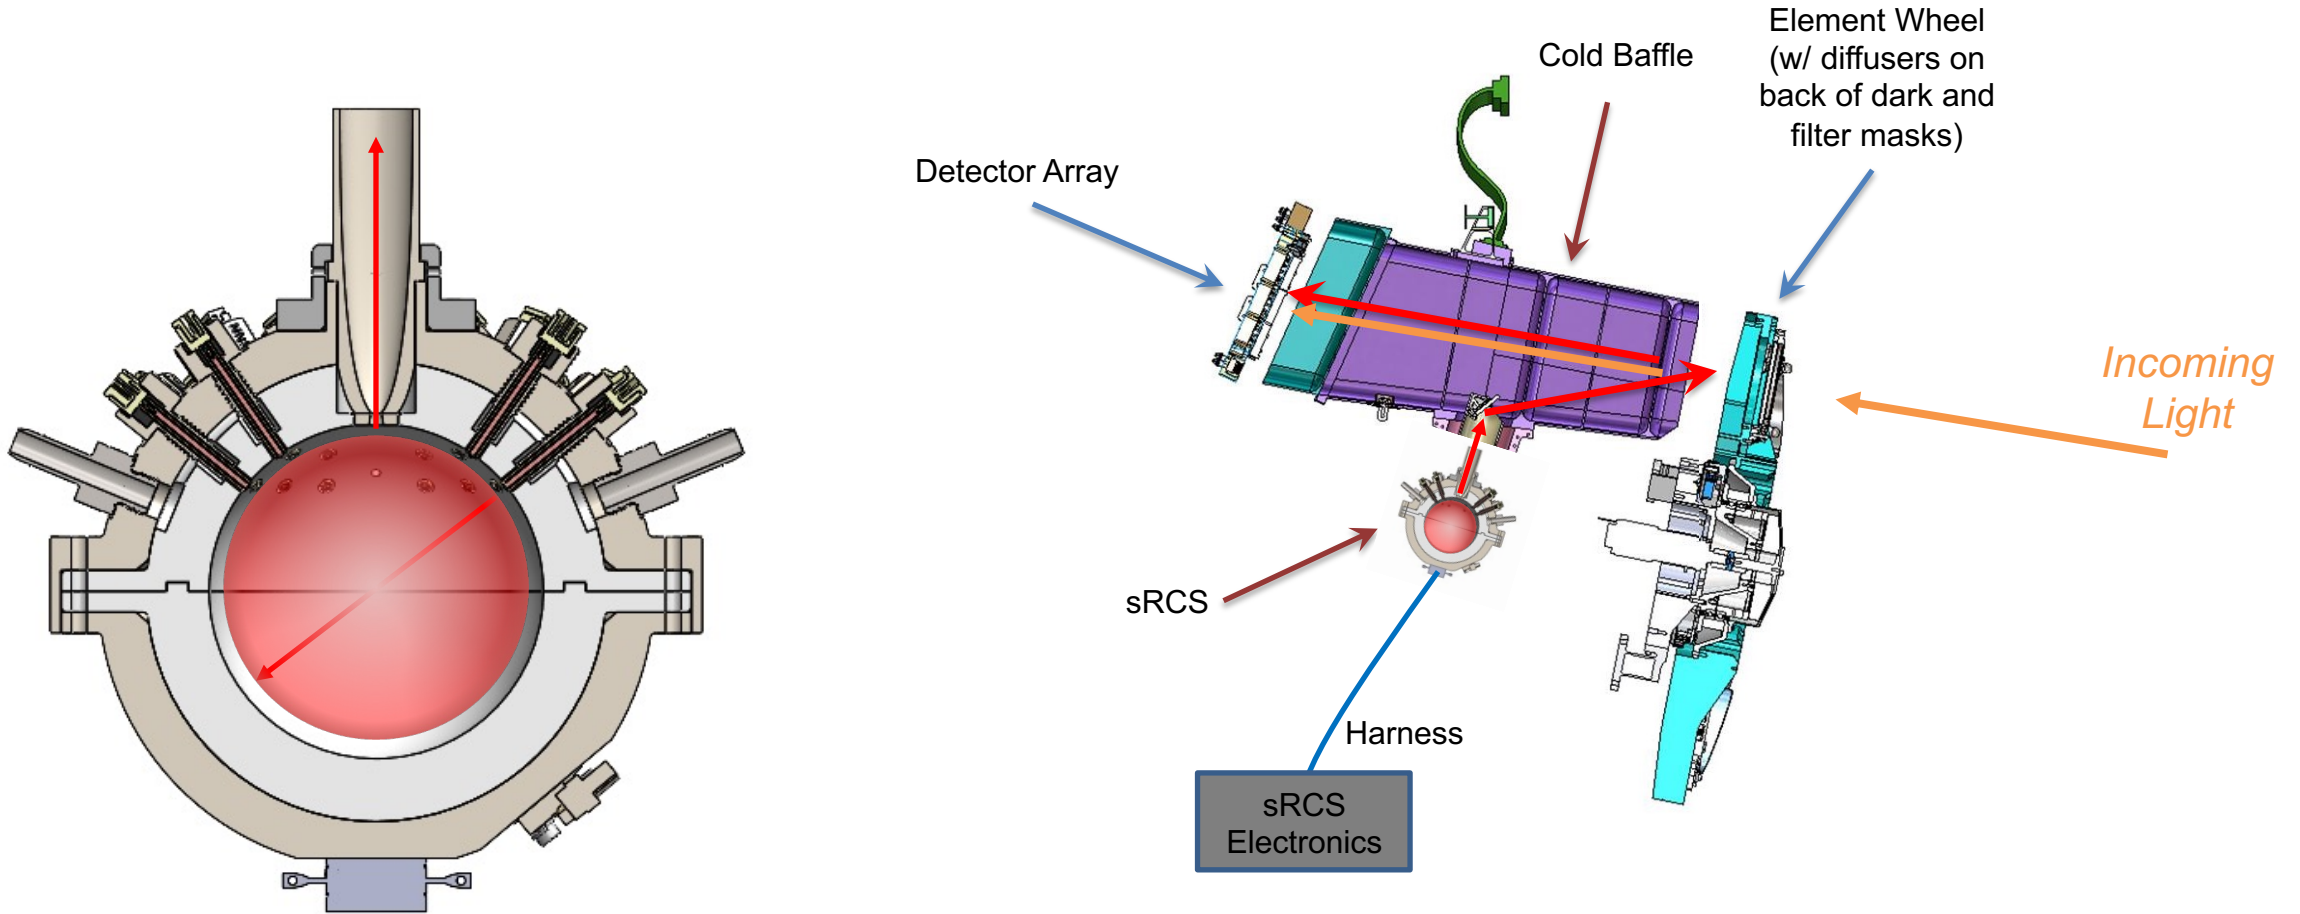 Element Wheel
(w/ diffusers on
back of dark and
filter masks)
Cold Baffle
Detector Array
Incoming
Light
sRCS
Harness
sRCS
Electronics